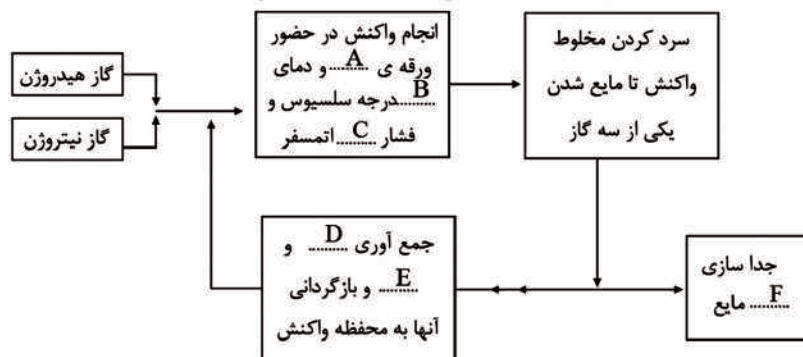 گاز هیدروژن
گاز نیتروژن
انجام واکنش در حضور
ورقه ی ...A... و دمای
...B... درجه سلسیوس و
فشار ...C... اتمسفر
سرد کردن مخلوط
واکنش تا مایع شدن
یکی از سه گاز
جمع آوری ...D... و
...E... و بازگردانی
آنها به محفظه واکنش
جدا سازی
...F... مایع